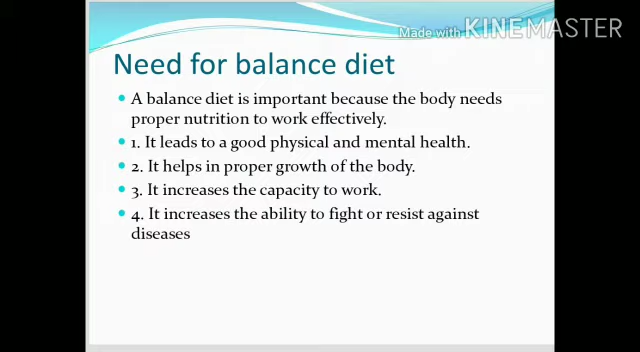 Made with KINEMASTER
Need for balance diet
A balance diet is important because the body needs
proper nutrition to work effectively.
1. It leads to a good physical and mental health.
2. It helps in proper growth of the body.
3. It increases the capacity to work.
4. It increases the ability to fight or resist against
diseases